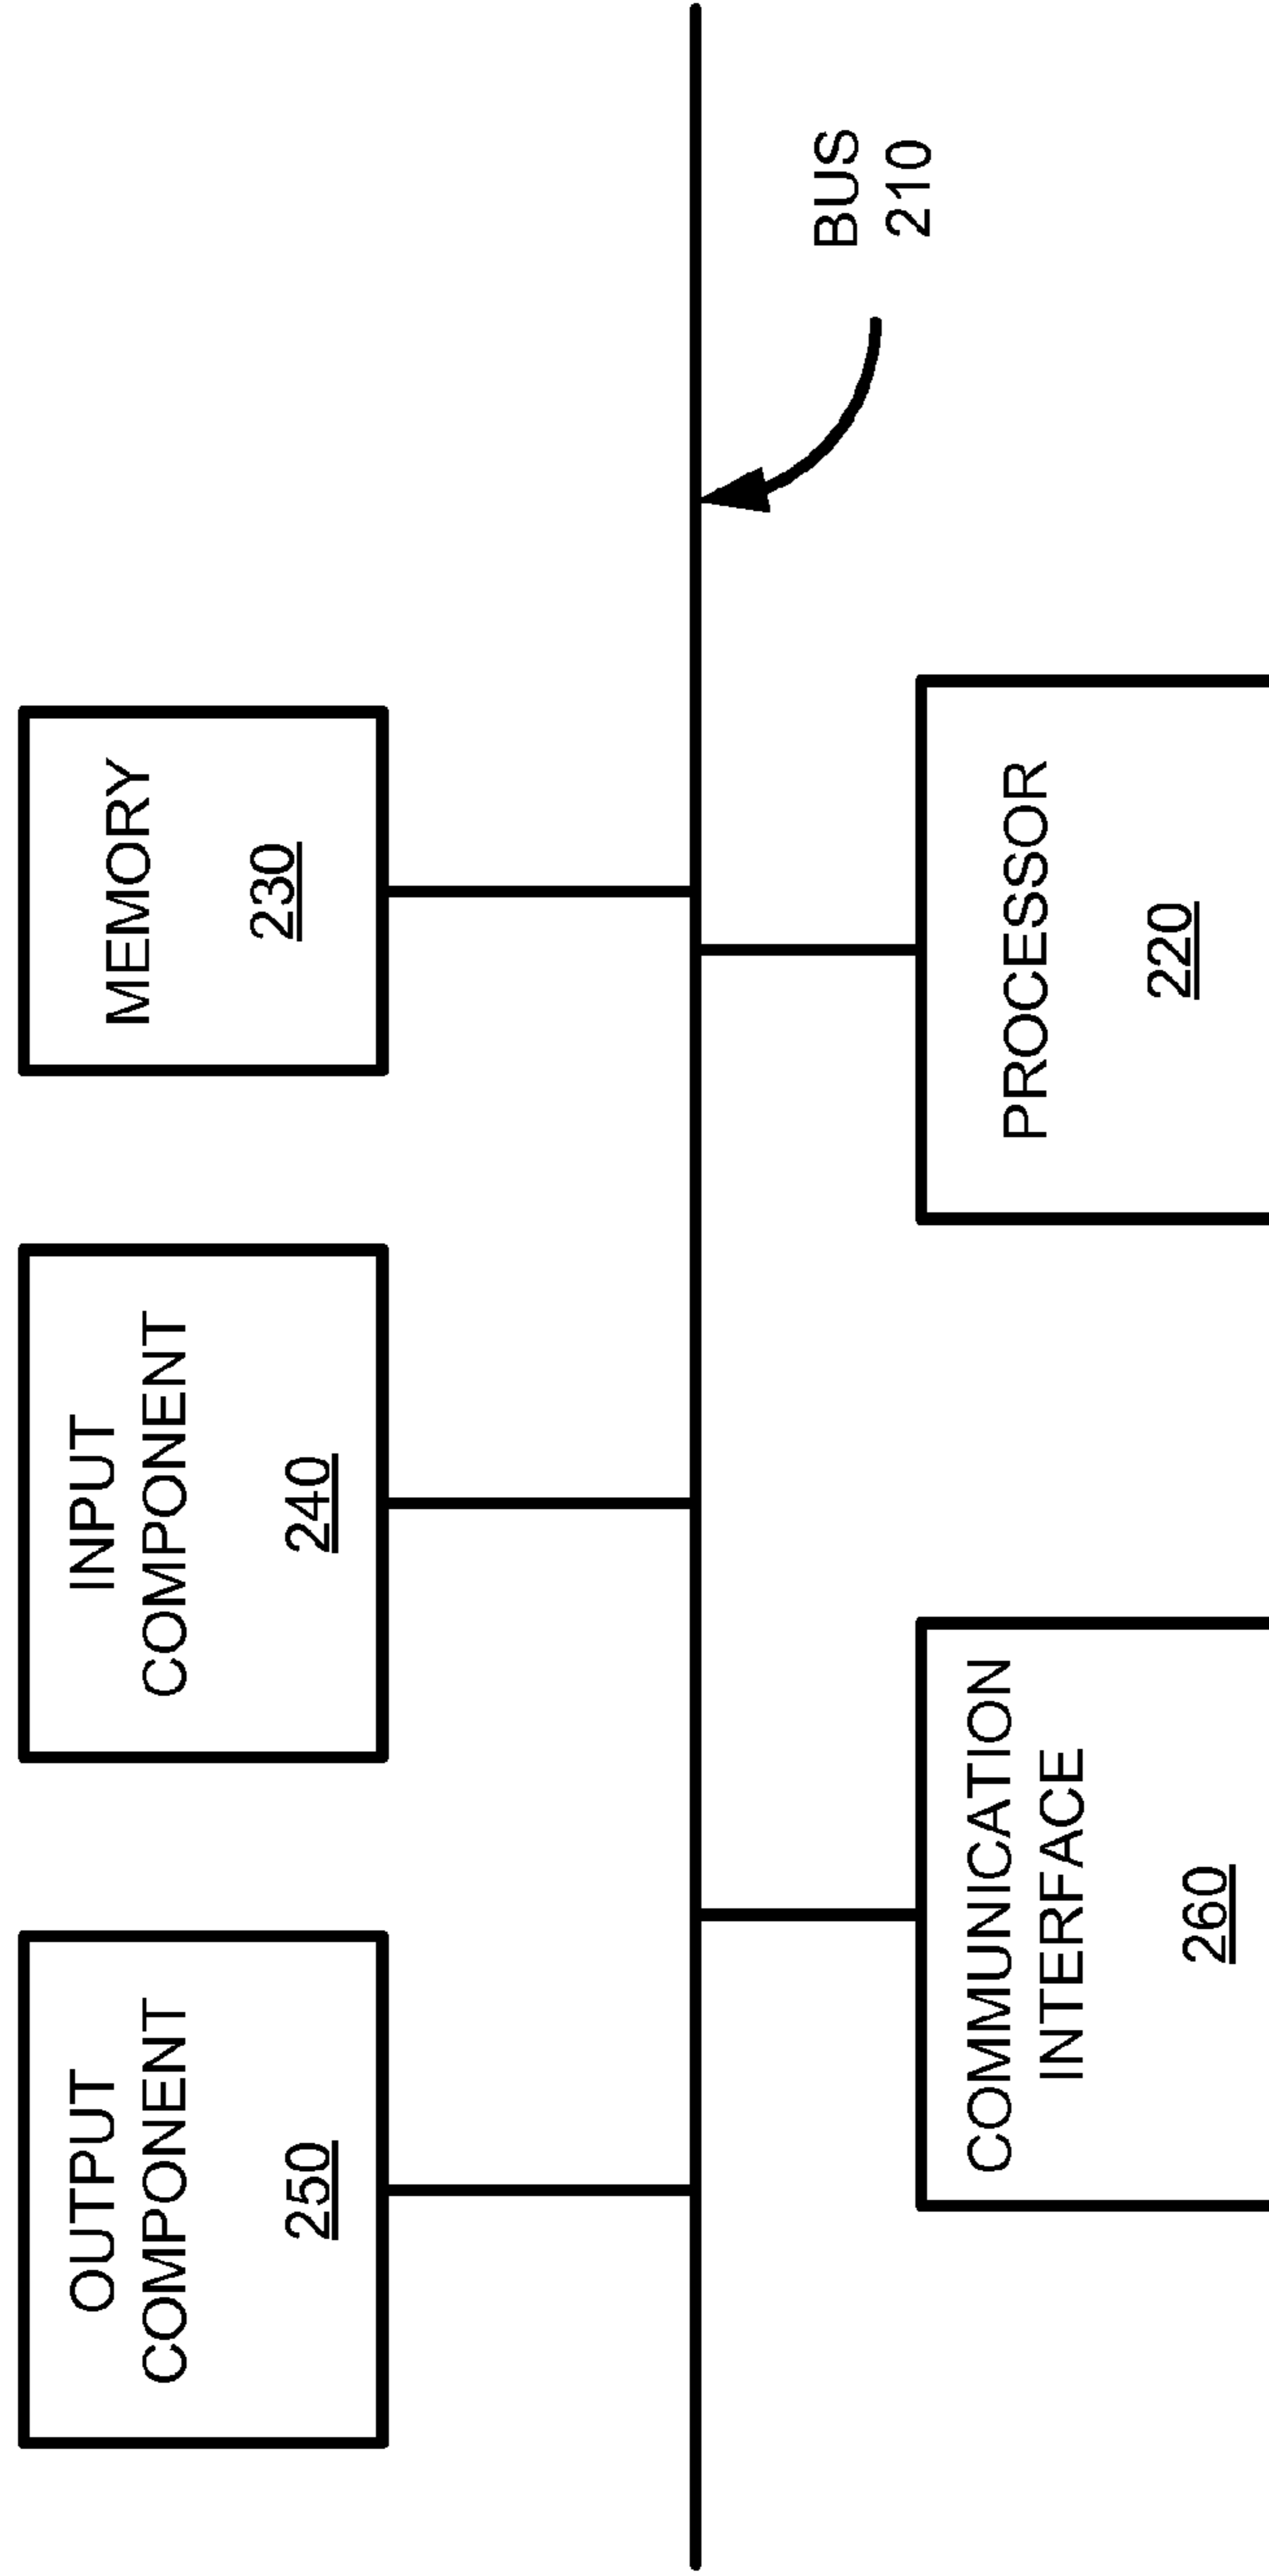 OUTPUT
COMPONENT
250
INPUT
COMPONENT
240
MEMORY
230
BUS
210
COMMUNICATION
INTERFACE
260
PROCESSOR
220